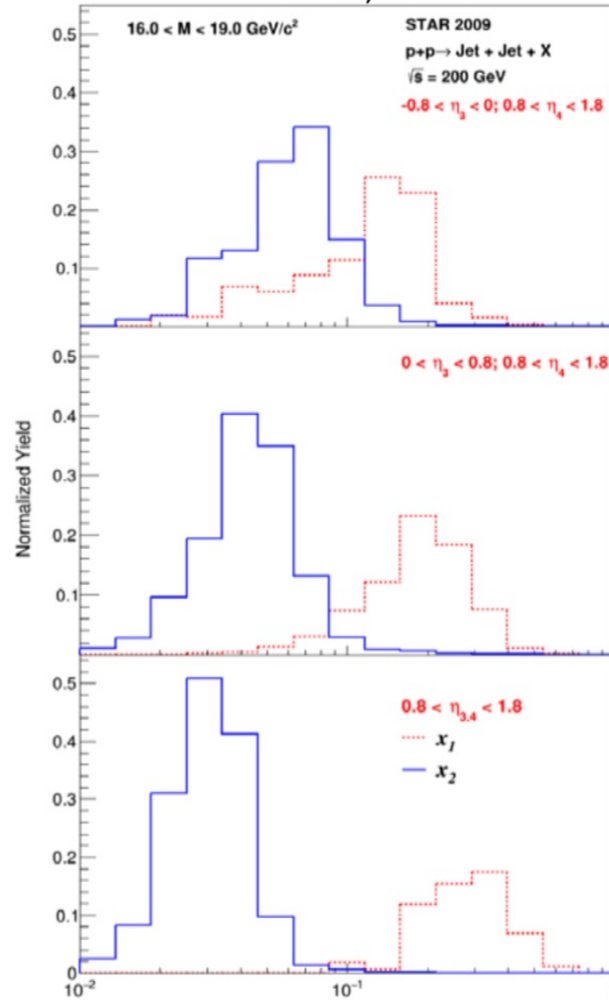 16.0 < M < 19.0 GeV/c²
STAR 2009
p+p→ Jet + Jet + X
√s = 200 GeV
-0.8 < η₃ < 0; 0.8 < η₄ < 1.8
0.5
0.4
0.3
0.2
0.1
0 < η₃ < 0.8; 0.8 < η₄ < 1.8
0.5
0.4
0.3
0.2
0.1
Normalized Yield
0.8 < η₃.₄ < 1.8
x₁
x₂
0.5
0.4
0.3
0.2
0.1
0
10⁻²
10⁻¹